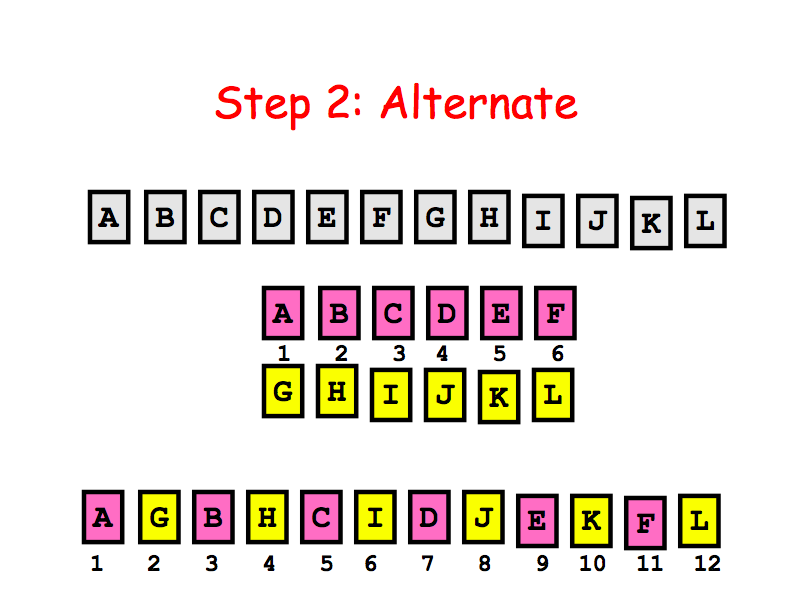 Step 2: Alternate
A B C D E F G H I J K L
A B C D E F
1 2 3 4 5 6
G H I J K L
A G B H C I D J E K F L
1 2 3 4 5 6 7 8 9 10 11 12